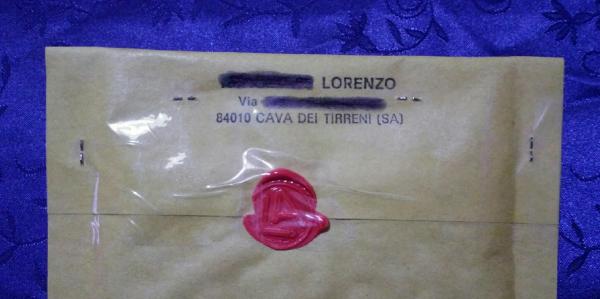 LORENZO
Via
84010 CAVA DEI TIRRENI (SA)